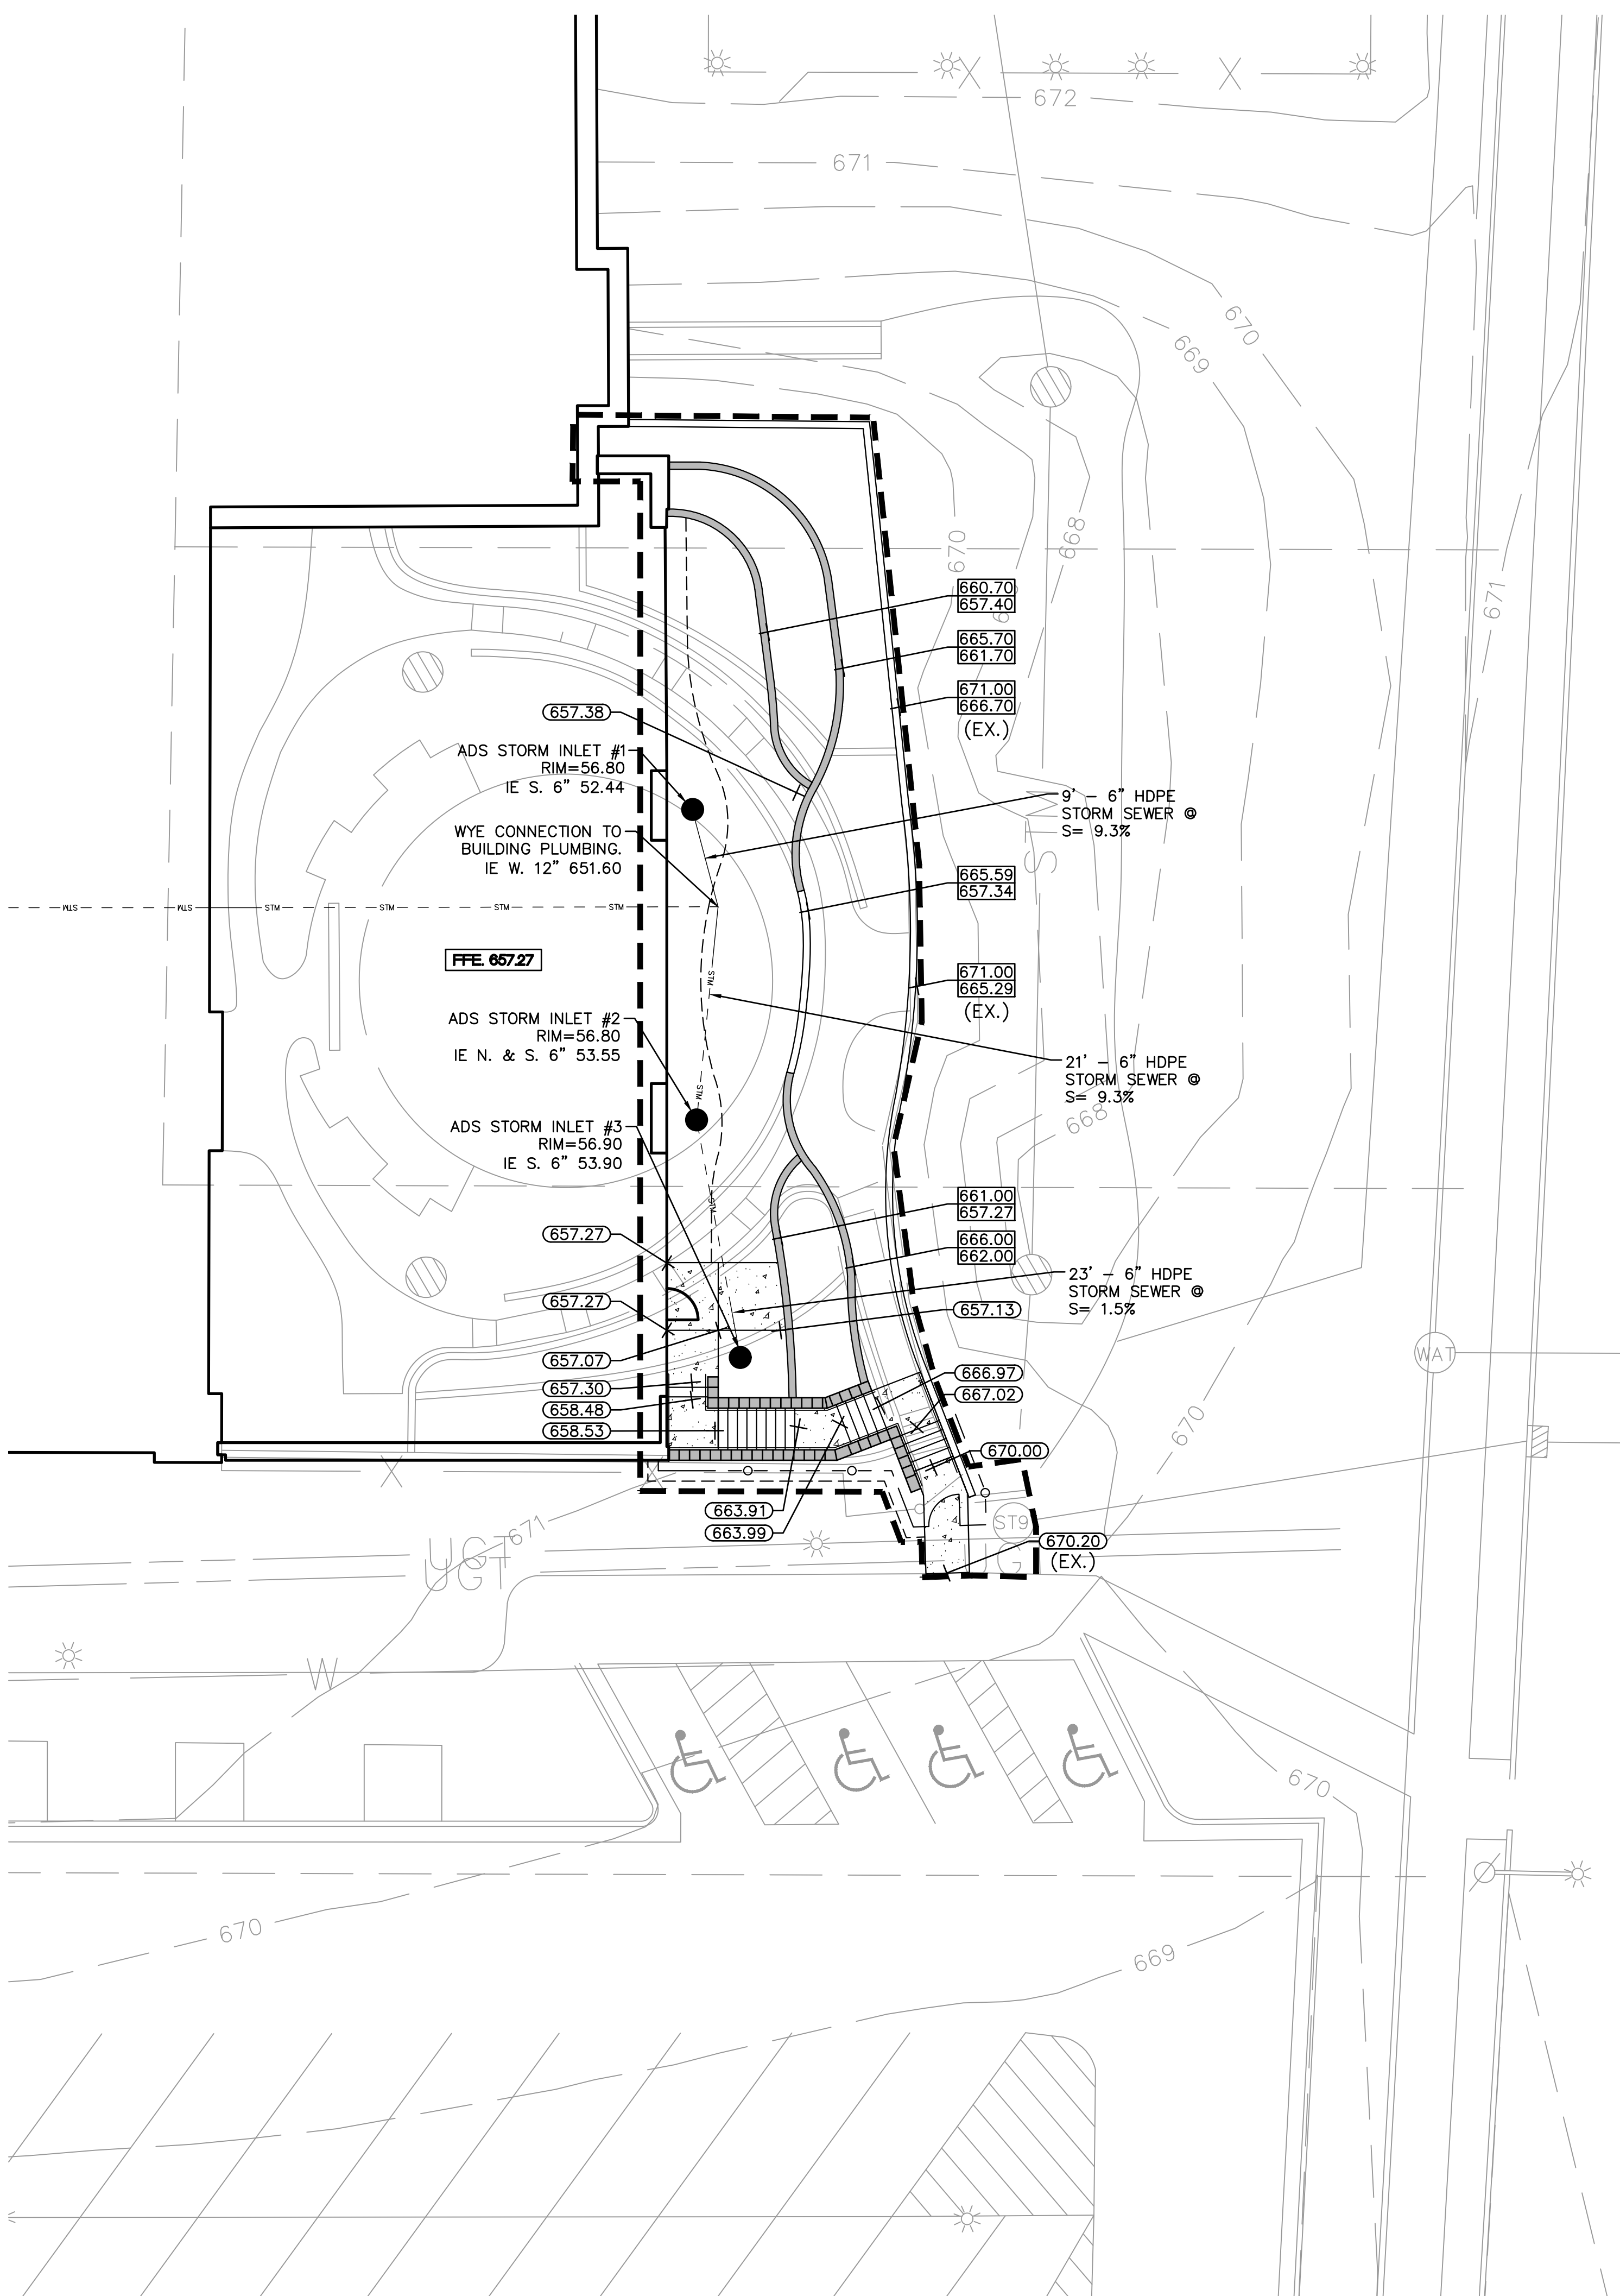 672
671
670
669
670
668
671
660.70
657.40
665.70
661.70
671.00
666.70
(EX.)
657.38
ADS STORM INLET #1
RIM=56.80
IE S. 6" 52.44
9' - 6" HDPE
STORM SEWER @
S= 9.3%
WYE CONNECTION TO
BUILDING PLUMBING.
IE W. 12" 651.60
S
665.59
657.34
STM
STM
STM
STM
STM
STM
FFE. 657.27
STM
671.00
665.29
(EX.)
ADS STORM INLET #2
RIM=56.80
IE N. & S. 6" 53.55
21' - 6" HDPE
STORM SEWER @
S= 9.3%
STM
668
ADS STORM INLET #3
RIM=56.90
IE S. 6" 53.90
STM
661.00
657.27
657.27
666.00
662.00
23' - 6" HDPE
STORM SEWER @
S= 1.5%
657.27
657.13
WAT
657.07
666.97
657.30
667.02
658.48
658.53
670
670.00
X
663.91
663.99
671
UGT
UGT
ST9
UG
670.20
(EX.)
W
670
670
669